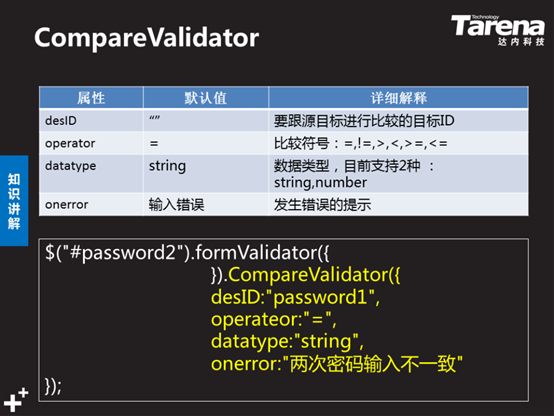 CompareValidator
Technology
Tarena
达内科技
属性 默认值 详细解释
desID “” 要跟源目标进行比较的目标ID
operator = 比较符号：=,!=,>,<,>=,<=
datatype string 数据类型，目前支持2种 ：
string,number
onerror 输入错误 发生错误的提示
知识讲解
$("#password2").formValidator({
}).CompareValidator({
desID:"password1",
operateor:"=",
datatype:"string",
onerror:"两次密码输入不一致"
});